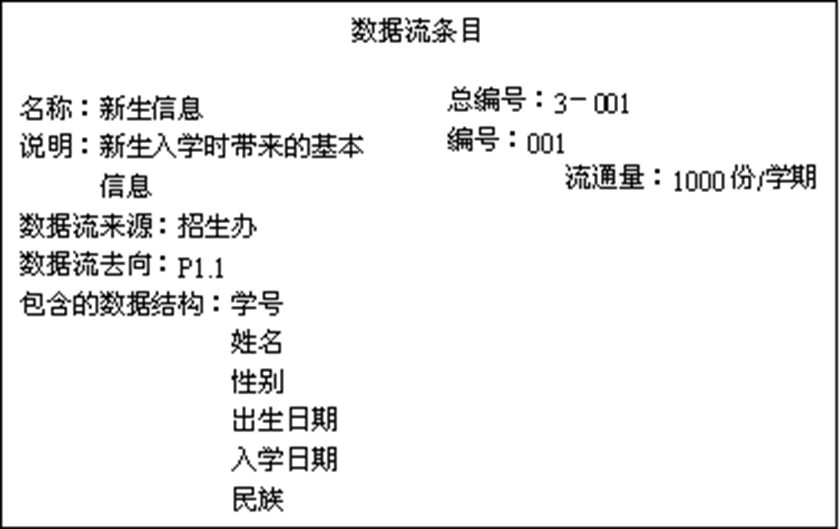 数据流条目
名称：新生信息
总编号：3－001
说明：新生入学时带来的基本
信息
编号：001
流通量：1000份/学期
数据流来源：招生办
数据流去向：P1.1
包含的数据结构：学号
姓名
性别
出生日期
入学日期
民族